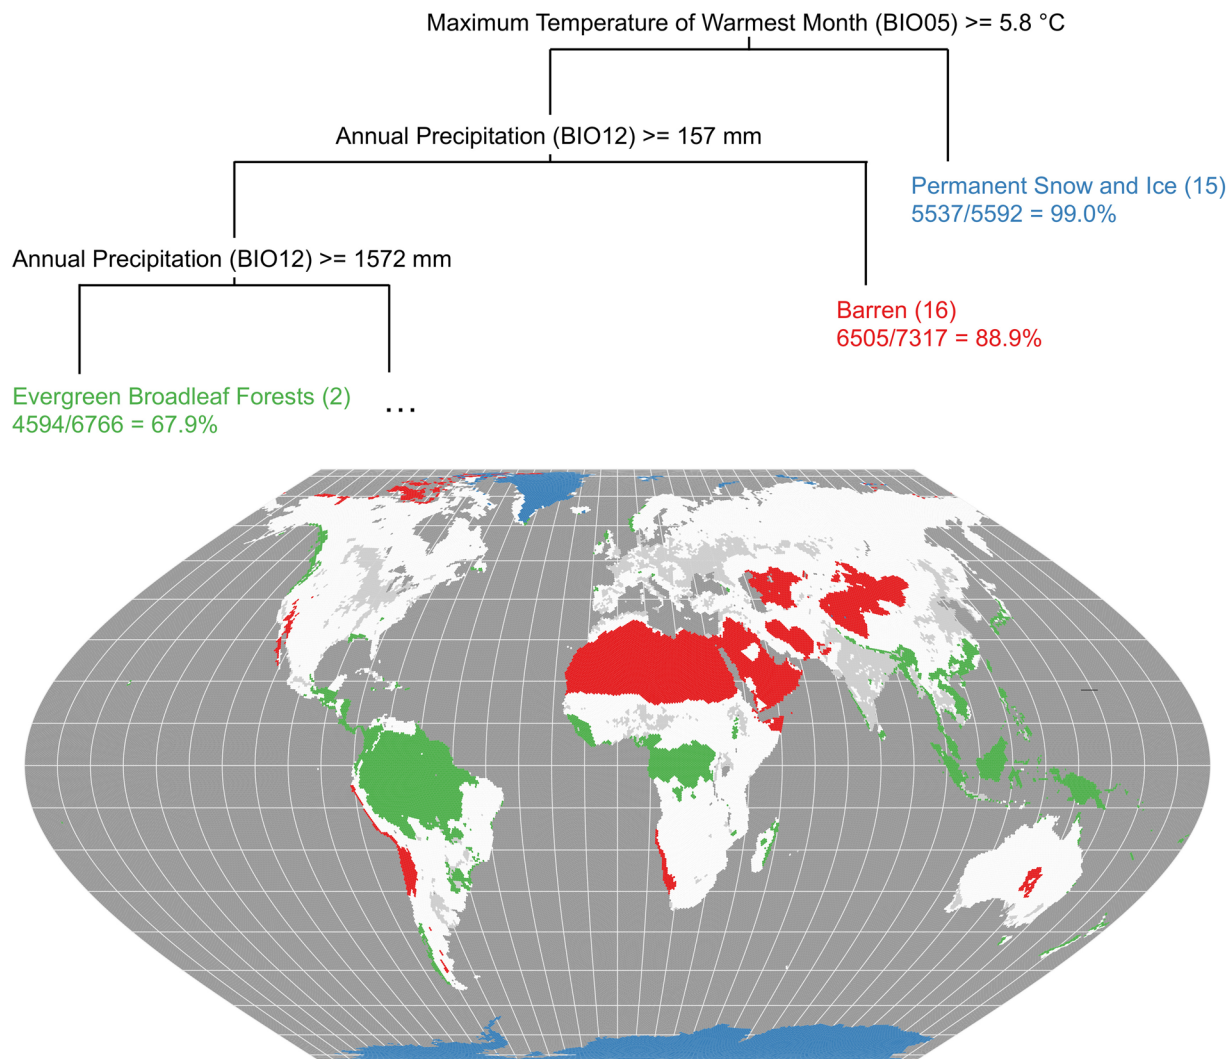 Maximum Temperature of Warmest Month (BIO05) >= 5.8 °C
Annual Precipitation (BIO12) >= 157 mm
Permanent Snow and Ice (15)
5537/5592 = 99.0%
Annual Precipitation (BIO12) >= 1572 mm
Barren (16)
6505/7317 = 88.9%
Evergreen Broadleaf Forests (2)
4594/6766 = 67.9%
...